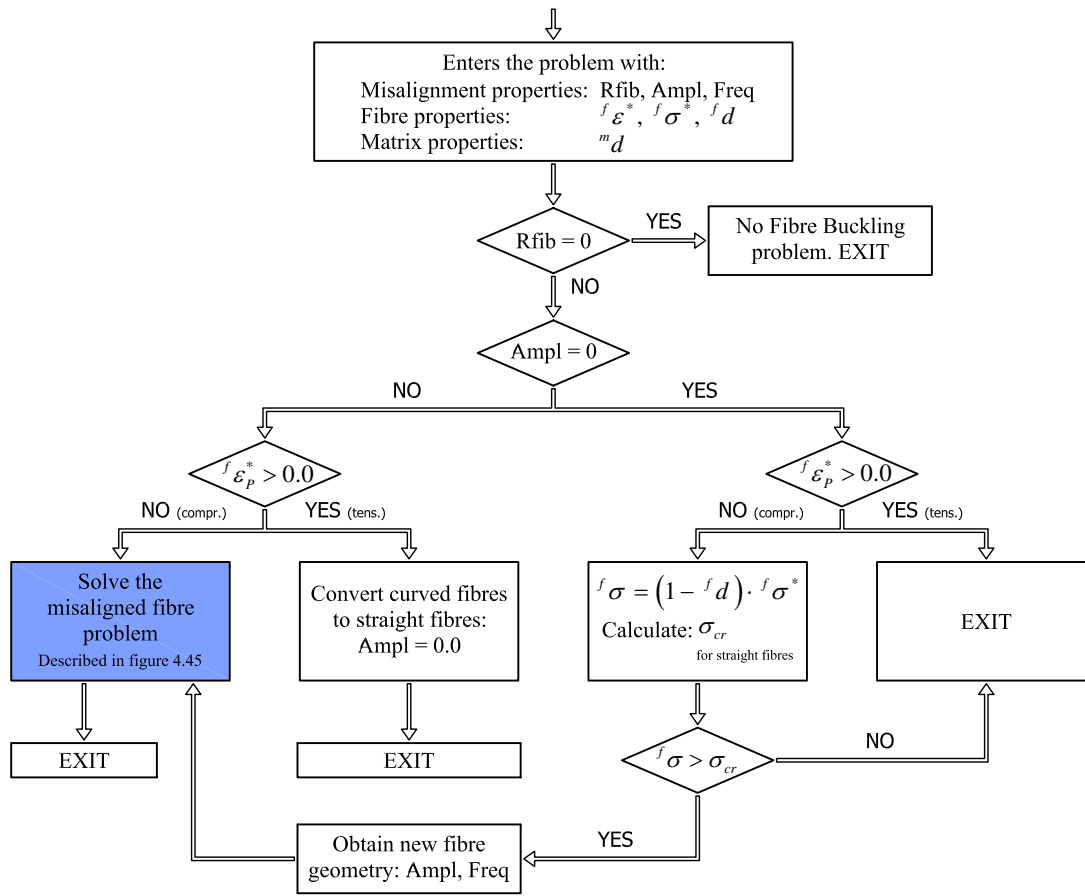 Enters the problem with:
Misalignment properties: Rfib, Ampl, Freq
Fibre properties: ᶠε*, ᶠσ*, ᶠd
Matrix properties: ᵐd
Rfib = 0
YES
No Fibre Buckling
problem. EXIT
NO
Ampl = 0
NO
YES
ᶠε*_P > 0.0
ᶠε*_P > 0.0
NO (compr.)
YES (tens.)
NO (compr.)
YES (tens.)
Solve the
misaligned fibre
problem
Described in figure 4.45
Convert curved fibres
to straight fibres:
Ampl = 0.0
ᶠσ = (1 − ᶠd) · ᶠσ*
Calculate: σ_cr
for straight fibres
EXIT
EXIT
EXIT
ᶠσ > σ_cr
NO
YES
Obtain new fibre
geometry: Ampl, Freq